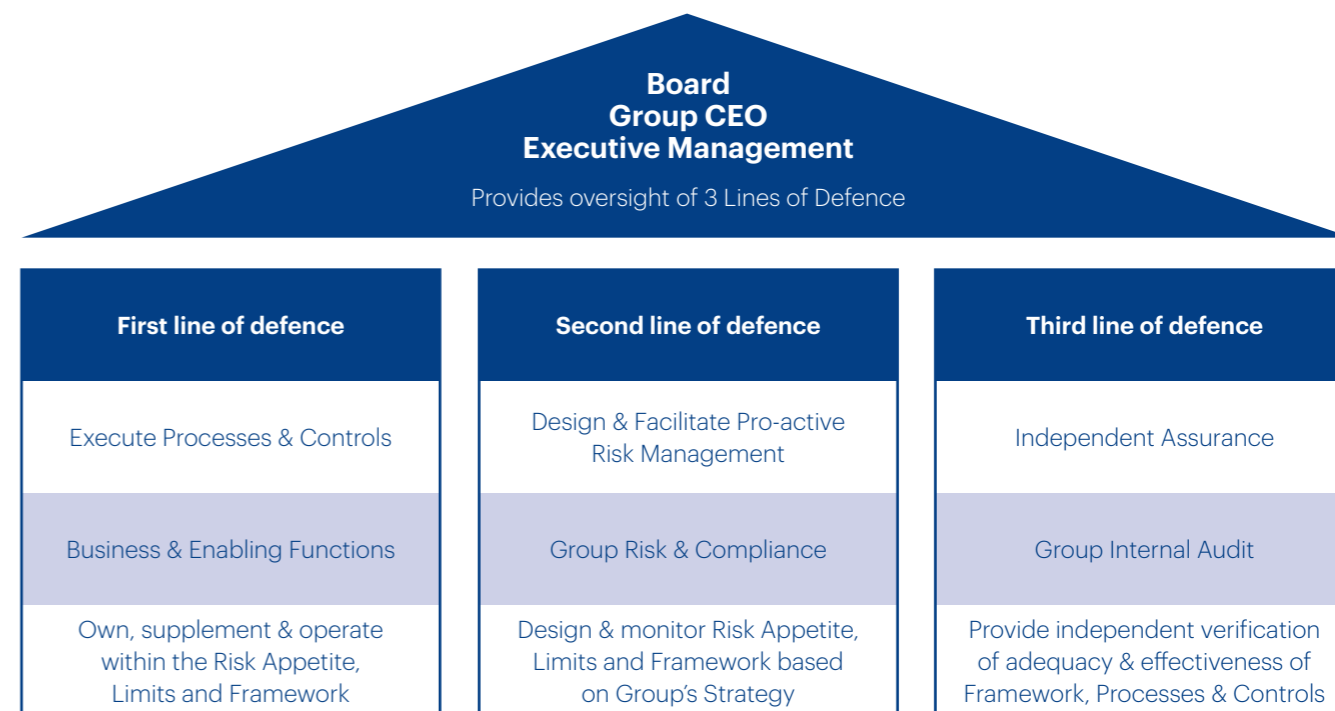 Board
Group CEO
Executive Management
Provides oversight of 3 Lines of Defence
First line of defence
Execute Processes & Controls
Business & Enabling Functions
Own, supplement & operate
within the Risk Appetite,
Limits and Framework
Second line of defence
Design & Facilitate Pro-active
Risk Management
Group Risk & Compliance
Design & monitor Risk Appetite,
Limits and Framework based
on Group's Strategy
Third line of defence
Independent Assurance
Group Internal Audit
Provide independent verification
of adequacy & effectiveness of
Framework, Processes & Controls